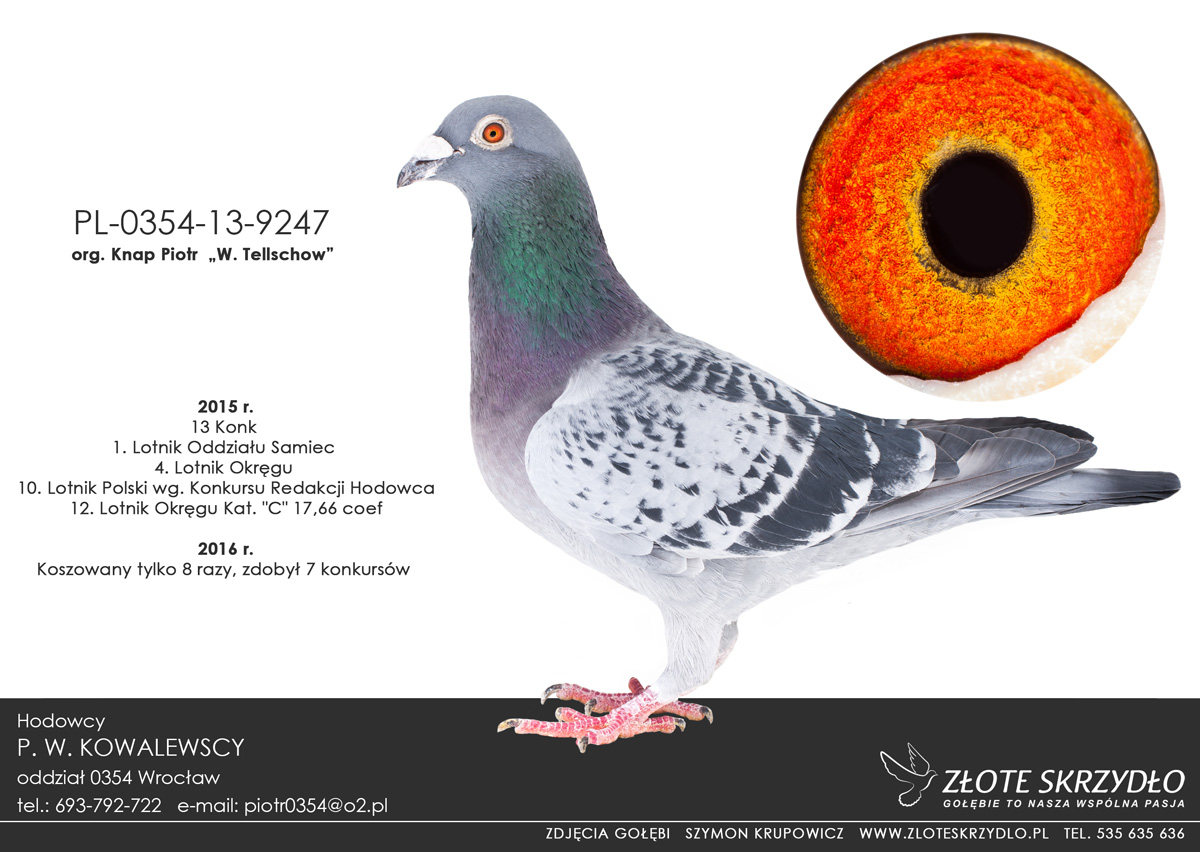 PL-0354-13-9247
org. Knap Piotr „W. Tellschow”
2015 r.
13 Konk
1. Lotnik Oddziału Samiec
4. Lotnik Okręgu
10. Lotnik Polski wg. Konkursu Redakcji Hodowca
12. Lotnik Okręgu Kat. "C" 17,66 coef
2016 r.
Koszowany tylko 8 razy, zdobył 7 konkursów
Hodowcy
P. W. KOWALEWSCY
oddział 0354 Wrocław
tel.: 693-792-722 e-mail: piotr0354@o2.pl
ZŁOTE SKRZYDŁO
GOŁĘBIE TO NASZA WSPÓLNA PASJA
ZDJĘCIA GOŁĘBI SZYMON KRUPOWICZ WWW.ZLOTESKRZYDLO.PL TEL. 535 635 636